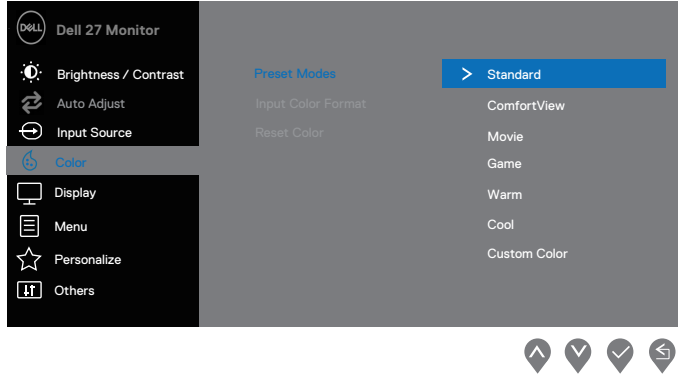 DELL
Dell 27 Monitor
Brightness / Contrast
Auto Adjust
Input Source
Color
Display
Menu
Personalize
Others
Preset Modes
Input Color Format
Reset Color
Standard
ComfortView
Movie
Game
Warm
Cool
Custom Color